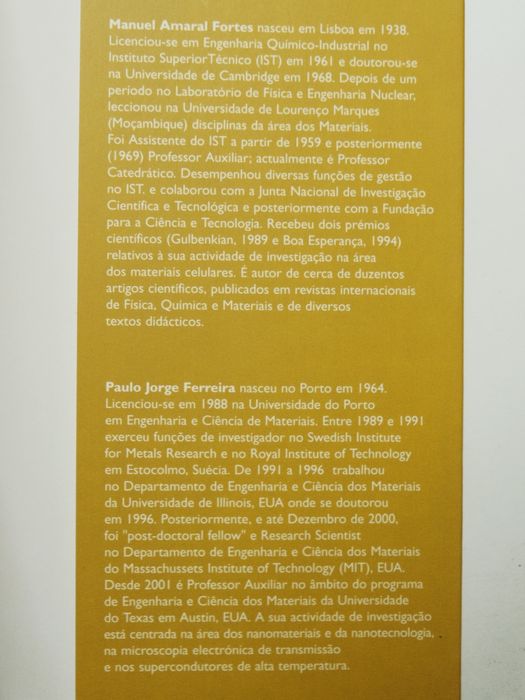 Manuel Amaral Fortes nasceu em Lisboa em 1938.
Licenciou-se em Engenharia Químico-Industrial no
Instituto SuperiorTécnico (IST) em 1961 e doutorou-se
na Universidade de Cambridge em 1968. Depois de um
período no Laboratório de Física e Engenharia Nuclear,
leccionou na Universidade de Lourenço Marques
(Moçambique) disciplinas da área dos Materiais.
Foi Assistente do IST a partir de 1959 e posteriormente
(1969) Professor Auxiliar; actualmente é Professor
Catedrático. Desempenhou diversas funções de gestão
no IST. e colaborou com a Junta Nacional de Investigação
Científica e Tecnológica e posteriormente com a Fundação
para a Ciência e Tecnologia. Recebeu dois prémios
científicos (Gulbenkian, 1989 e Boa Esperança, 1994)
relativos à sua actividade de investigação na área
dos materiais celulares. É autor de cerca de duzentos
artigos científicos, publicados em revistas internacionais
de Física, Química e Materiais e de diversos
textos didácticos.
Paulo Jorge Ferreira nasceu no Porto em 1964.
Licenciou-se em 1988 na Universidade do Porto
em Engenharia e Ciência de Materiais. Entre 1989 e 1991
exerceu funções de investigador no Swedish Institute
for Metals Research e no Royal Institute of Technology
em Estocolmo, Suécia. De 1991 a 1996 trabalhou
no Departamento de Engenharia e Ciência dos Materiais
da Universidade de Illinois, EUA onde se doutorou
em 1996. Posteriormente, e até Dezembro de 2000,
foi "post-doctoral fellow" e Research Scientist
no Departamento de Engenharia e Ciência dos Materiais
do Massachussets Institute of Technology (MIT), EUA.
Desde 2001 é Professor Auxiliar no âmbito do programa
de Engenharia e Ciência dos Materiais da Universidade
do Texas em Austin, EUA. A sua actividade de investigação
está centrada na área dos nanomateriais e da nanotecnologia,
na microscopia electrónica de transmissão
e nos supercondutores de alta temperatura.